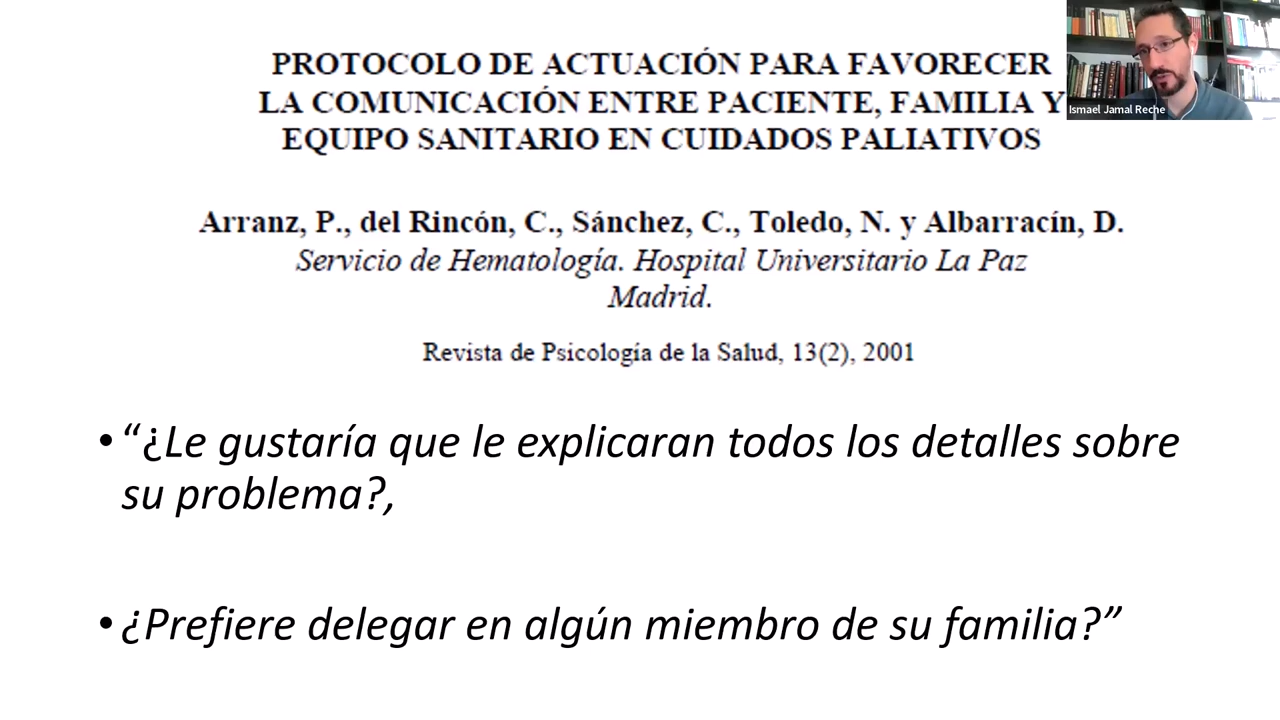 PROTOCOLO DE ACTUACIÓN PARA FAVORECER
LA COMUNICACIÓN ENTRE PACIENTE, FAMILIA Y
EQUIPO SANITARIO EN CUIDADOS PALIATIVOS
Ismael Jamal Reche
Arranz, P., del Rincón, C., Sánchez, C., Toledo, N. y Albarracín, D.
Servicio de Hematología. Hospital Universitario La Paz
Madrid.
Revista de Psicología de la Salud, 13(2), 2001
• “¿Le gustaría que le explicaran todos los detalles sobre
su problema?,
• ¿Prefiere delegar en algún miembro de su familia?”